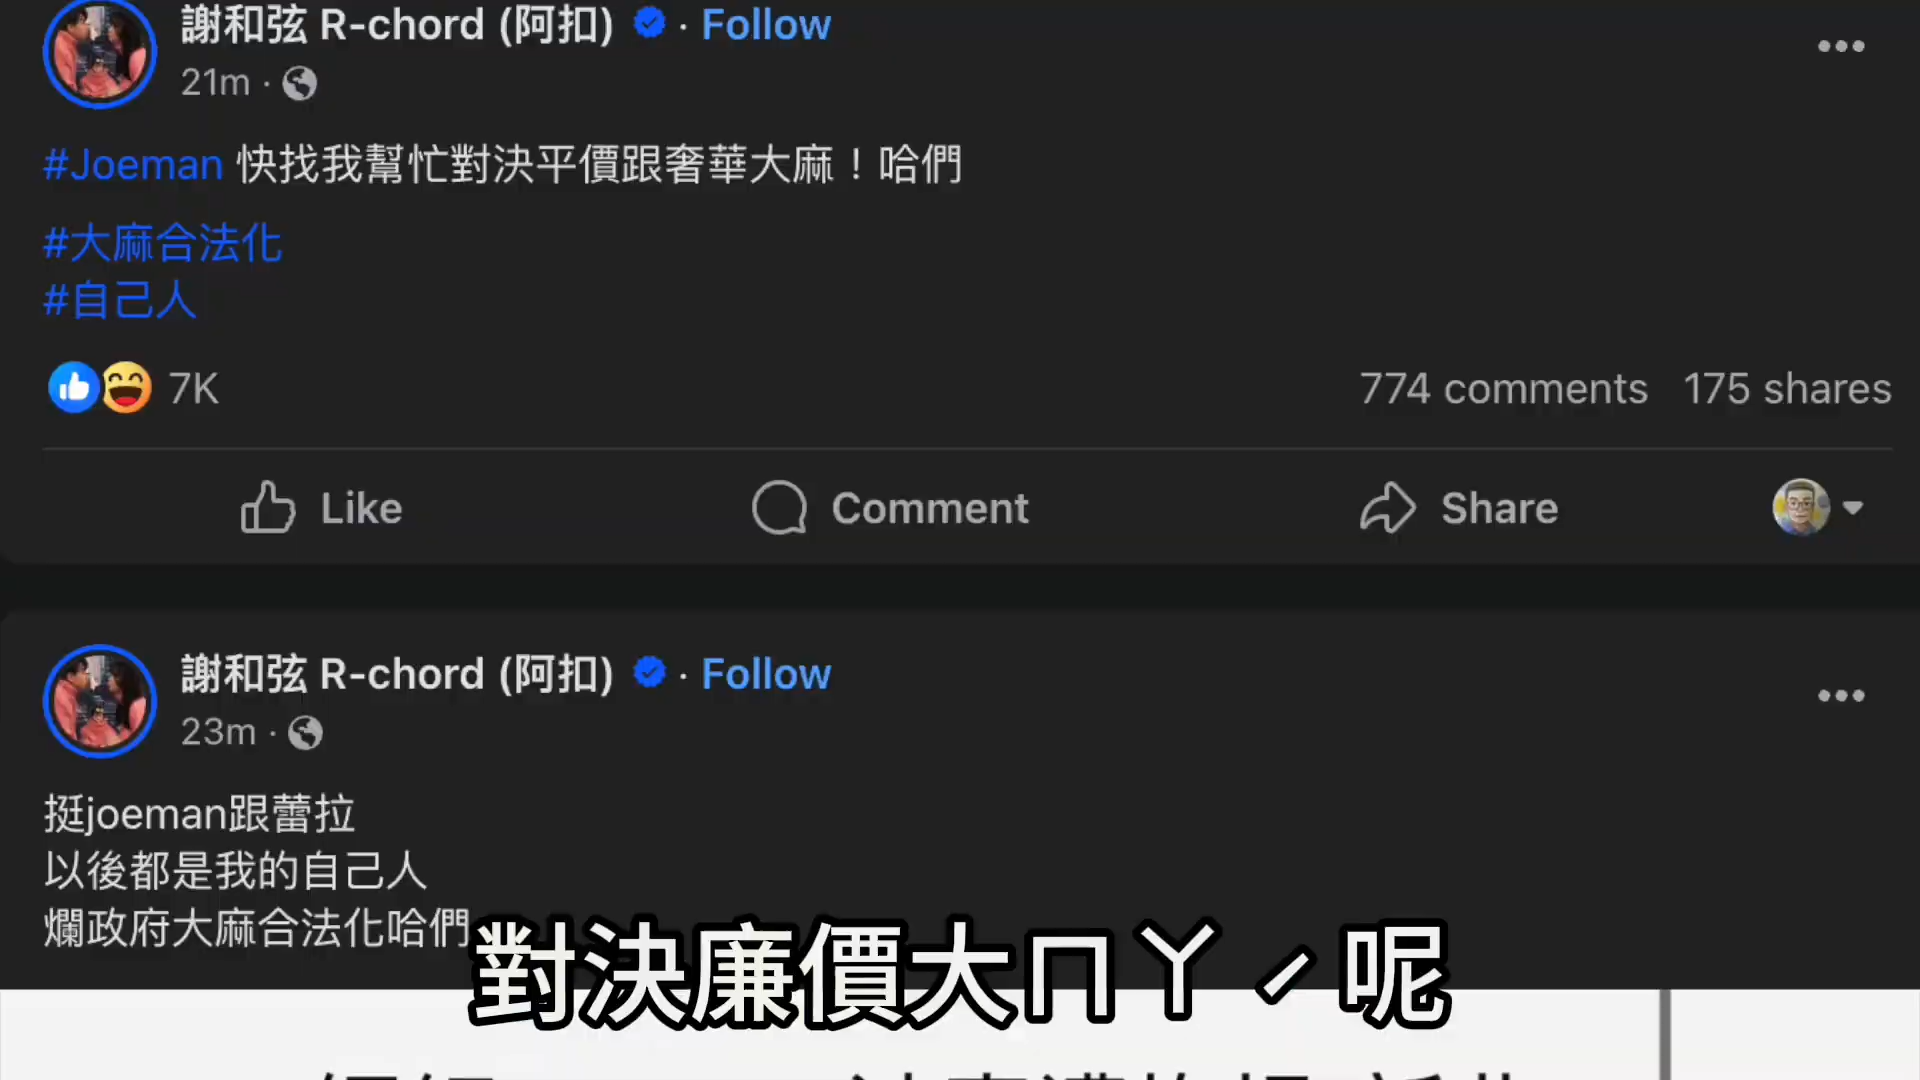 謝和弦 R-chord (阿扣) · Follow
21m ·
#Joeman 快找我幫忙對決平價跟奢華大麻！哈們
#大麻合法化
#自己人
7K 774 comments 175 shares
Like Comment Share
謝和弦 R-chord (阿扣) · Follow
23m ·
挺joeman跟蕾拉
以後都是我的自己人
爛政府大麻合法化哈們
對決廉價大ㄇㄚˊ呢